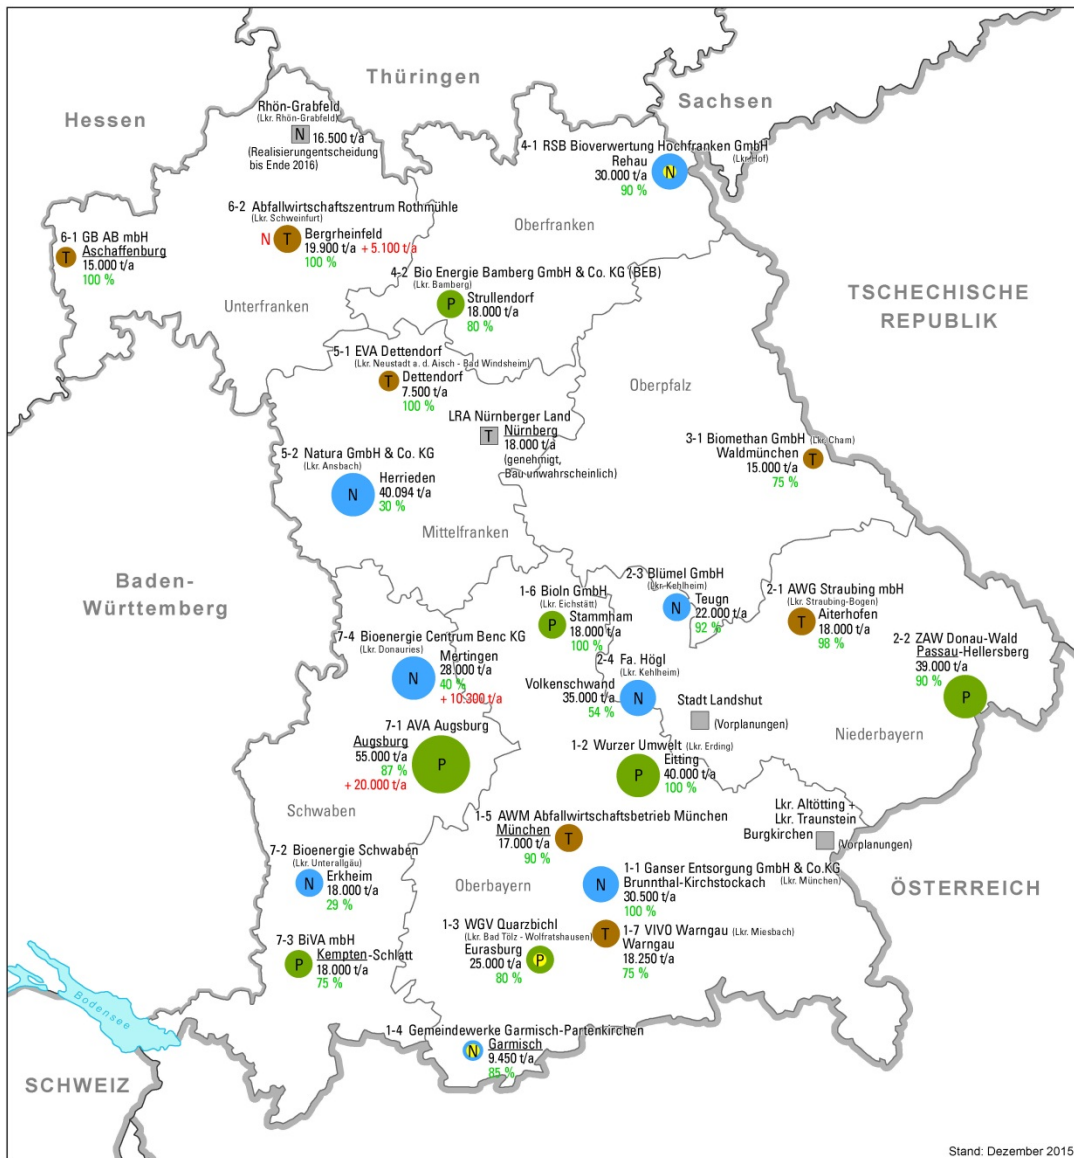 Thüringen
Sachsen
Hessen
Rhön-Grabfeld
(Lkr. Rhön-Grabfeld)
N
16.500 t/a
(Realisierungentscheidung
bis Ende 2016)
4-1 RSB Bioverwertung Hochfranken GmbH
Rehau
(Lkr. Hof)
30.000 t/a
90 %
N
6-2 Abfallwirtschaftszentrum Rothmühle
(Lkr. Schweinfurt)
N
T
Bergrheinfeld
19.900 t/a + 5.100 t/a
100 %
Oberfranken
6-1 GB AB mbH
Aschaffenburg
T
15.000 t/a
100 %
Unterfranken
4-2 Bio Energie Bamberg GmbH & Co. KG (BEB)
(Lkr. Bamberg)
P
Strullendorf
18.000 t/a
80 %
TSCHECHISCHE
REPUBLIK
5-1 EVA Dettendorf
(Lkr. Neustadt a. d. Aisch - Bad Windsheim)
T
Dettendorf
7.500 t/a
100 %
Oberpfalz
LRA Nürnberger Land
Nürnberg
T
18.000 t/a
(genehmigt,
Bau unwahrscheinlich)
3-1 Biomethan GmbH (Lkr. Cham)
Waldmünchen
15.000 t/a
75 %
T
5-2 Natura GmbH & Co. KG
(Lkr. Ansbach)
N
Herrieden
40.094 t/a
30 %
Mittelfranken
Baden-
Württemberg
2-3 Blümel GmbH
(Lkr. Kehlheim)
N
Teugn
22.000 t/a
92 %
1-6 BioIn GmbH
(Lkr. Eichstätt)
P
Stammham
18.000 t/a
100 %
2-1 AWG Straubing mbH
(Lkr. Straubing-Bogen)
T
Aiterhofen
18.000 t/a
98 %
2-2 ZAW Donau-Wald
Passau-Hellersberg
39.000 t/a
90 %
P
7-4 Bioenergie Centrum Benc KG
(Lkr. Donauries)
N
Mertingen
28.000 t/a
40 %
+ 10.300 t/a
2-4 Fa. Högl
(Lkr. Kehlheim)
Volkenschwand
35.000 t/a
54 %
N
Stadt Landshut
(Vorplanungen)
Niederbayern
7-1 AVA Augsburg
Augsburg
55.000 t/a
87 %
+ 20.000 t/a
P
1-2 Wurzer Umwelt (Lkr. Erding)
P
Eitting
40.000 t/a
100 %
Schwaben
1-5 AWM Abfallwirtschaftsbetrieb München
München
17.000 t/a
90 %
T
Lkr. Altötting +
Lkr. Traunstein
Burgkirchen
(Vorplanungen)
7-2 Bioenergie Schwaben
(Lkr. Unterallgäu)
N
Erkheim
18.000 t/a
29 %
Oberbayern
N
1-1 Ganser Entsorgung GmbH & Co.KG
Brunnthal-Kirchstockach (Lkr. München)
30.500 t/a
100 %
ÖSTERREICH
1-3 WGV Quarzbichl
(Lkr. Bad Tölz - Wolfratshausen)
Eurasburg
25.000 t/a
80 %
P
T
1-7 VIVO Warngau (Lkr. Miesbach)
Warngau
18.250 t/a
75 %
7-3 BiVA mbH
Kempten-Schlatt
P
18.000 t/a
75 %
Bodensee
1-4 Gemeindewerke Garmisch-Partenkirchen
N
Garmisch
9.450 t/a
85 %
SCHWEIZ
Stand: Dezember 2015